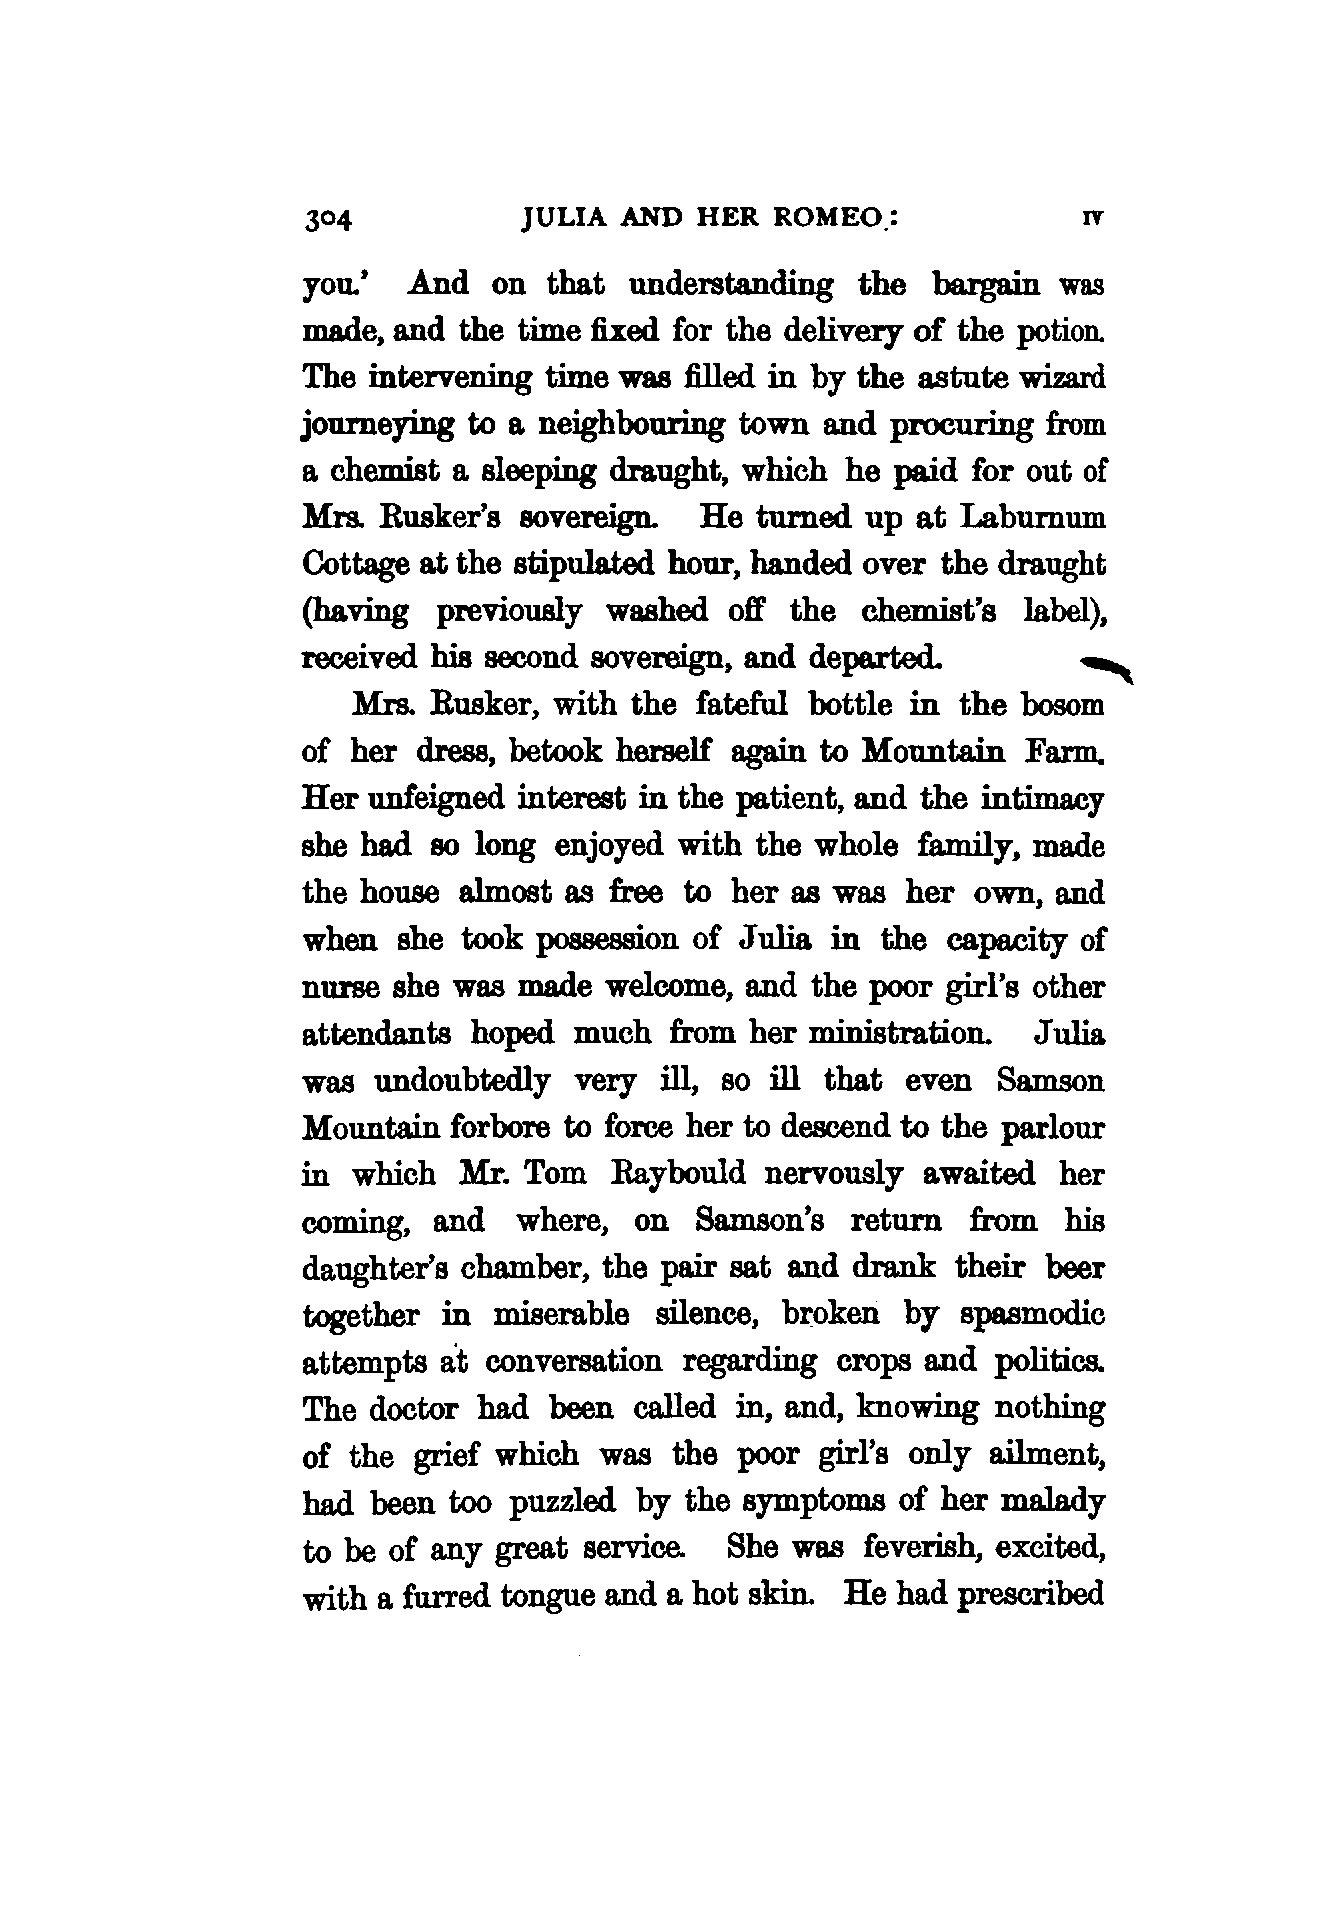 304 JULIA AND HER ROMEO: IV
you.' And on that understanding the bargain was
made, and the time fixed for the delivery of the potion.
The intervening time was filled in by the astute wizard
journeying to a neighbouring town and procuring from
a chemist a sleeping draught, which he paid for out of
Mrs. Rusker's sovereign. He turned up at Laburnum
Cottage at the stipulated hour, handed over the draught
(having previously washed off the chemist's label),
received his second sovereign, and departed.
Mrs. Rusker, with the fateful bottle in the bosom
of her dress, betook herself again to Mountain Farm.
Her unfeigned interest in the patient, and the intimacy
she had so long enjoyed with the whole family, made
the house almost as free to her as was her own, and
when she took possession of Julia in the capacity of
nurse she was made welcome, and the poor girl's other
attendants hoped much from her ministration. Julia
was undoubtedly very ill, so ill that even Samson
Mountain forbore to force her to descend to the parlour
in which Mr. Tom Raybould nervously awaited her
coming, and where, on Samson's return from his
daughter's chamber, the pair sat and drank their beer
together in miserable silence, broken by spasmodic
attempts at conversation regarding crops and politics.
The doctor had been called in, and, knowing nothing
of the grief which was the poor girl's only ailment,
had been too puzzled by the symptoms of her malady
to be of any great service. She was feverish, excited,
with a furred tongue and a hot skin. He had prescribed